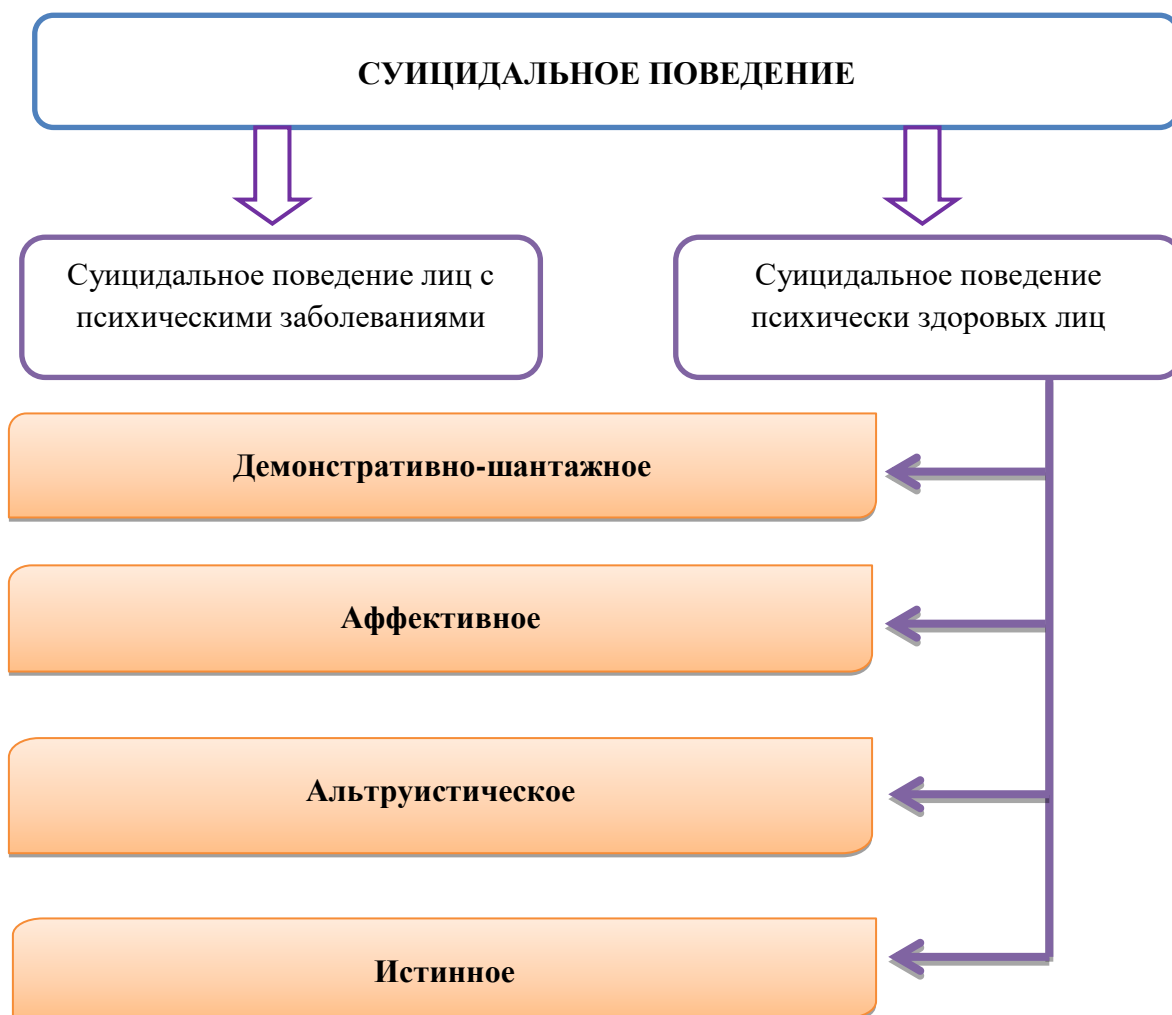 СУИЦИДАЛЬНОЕ ПОВЕДЕНИЕ
Суицидальное поведение лиц с
психическими заболеваниями
Суицидальное поведение
психически здоровых лиц
Демонстративно-шантажное
Аффективное
Альтруистическое
Истинное